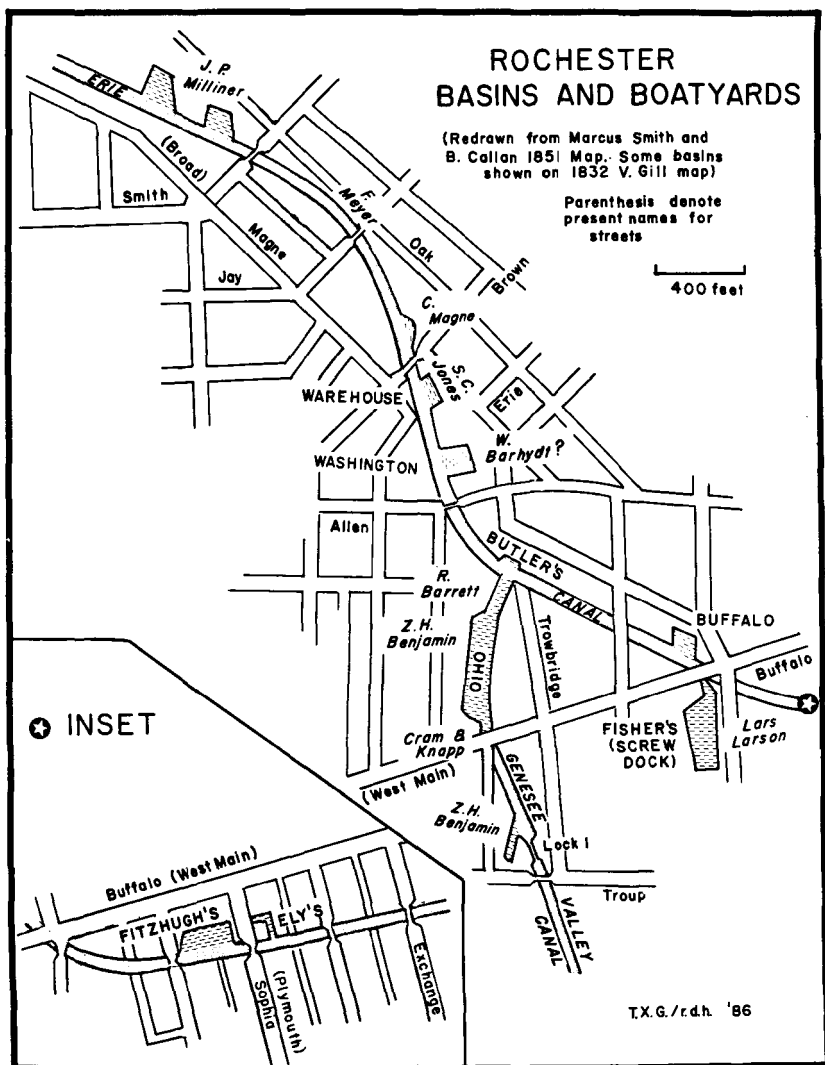 ROCHESTER
BASINS AND BOATYARDS
(Redrawn from Marcus Smith and
B. Callan 1851 Map. Some basins
shown on 1832 V. Gill map)
Parenthesis denote
present names for
streets
400 feet
J. P.
Milliner
ERIE
(Broad)
Smith
F.
Meyer
Magne
Oak
Jay
Brown
C.
Magne
S. C.
Jones
WAREHOUSE
Erie
W.
Barhydt ?
WASHINGTON
Allen
BUTLER'S
CANAL
R.
Barrett
Z. H.
Benjamin
OHIO
Trowbridge
BUFFALO
Buffalo
Cram &
Knapp
(West Main)
FISHER'S
(SCREW
DOCK)
Lars
Larson
GENESEE
Z.H.
Benjamin
Lock 1
Troup
VALLEY
CANAL
INSET
Buffalo (West Main)
FITZHUGH'S
ELY'S
Sophia
(Plymouth)
Exchange
T.X.G./r.d.h. '86